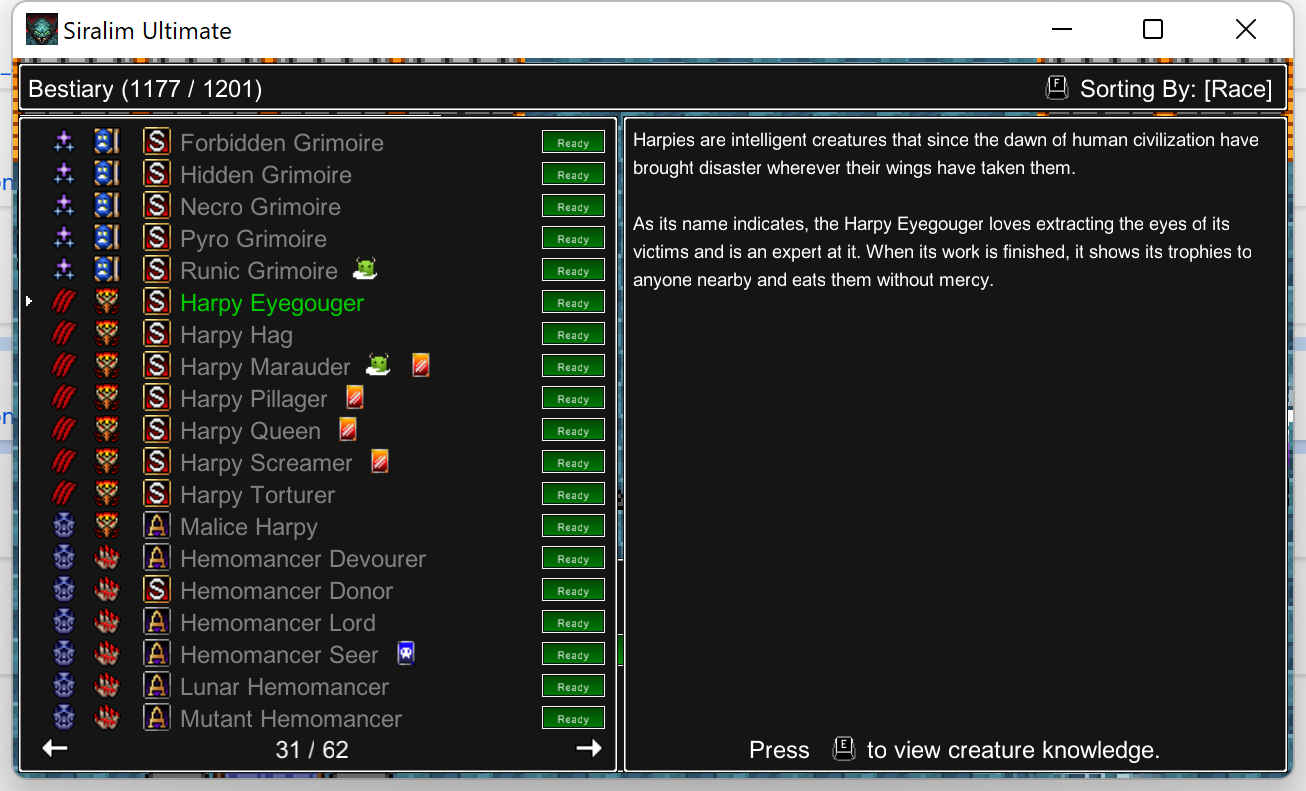 Siralim Ultimate
Bestiary (1177 / 1201)
F Sorting By: [Race]
S Forbidden Grimoire Ready
S Hidden Grimoire Ready
S Necro Grimoire Ready
S Pyro Grimoire Ready
S Runic Grimoire Ready
S Harpy Eyegouger Ready
S Harpy Hag Ready
S Harpy Marauder Ready
S Harpy Pillager Ready
S Harpy Queen Ready
S Harpy Screamer Ready
S Harpy Torturer Ready
A Malice Harpy Ready
A Hemomancer Devourer Ready
S Hemomancer Donor Ready
A Hemomancer Lord Ready
A Hemomancer Seer Ready
A Lunar Hemomancer Ready
A Mutant Hemomancer Ready
31 / 62
Harpies are intelligent creatures that since the dawn of human civilization have
brought disaster wherever their wings have taken them.
As its name indicates, the Harpy Eyegouger loves extracting the eyes of its
victims and is an expert at it. When its work is finished, it shows its trophies to
anyone nearby and eats them without mercy.
Press E to view creature knowledge.